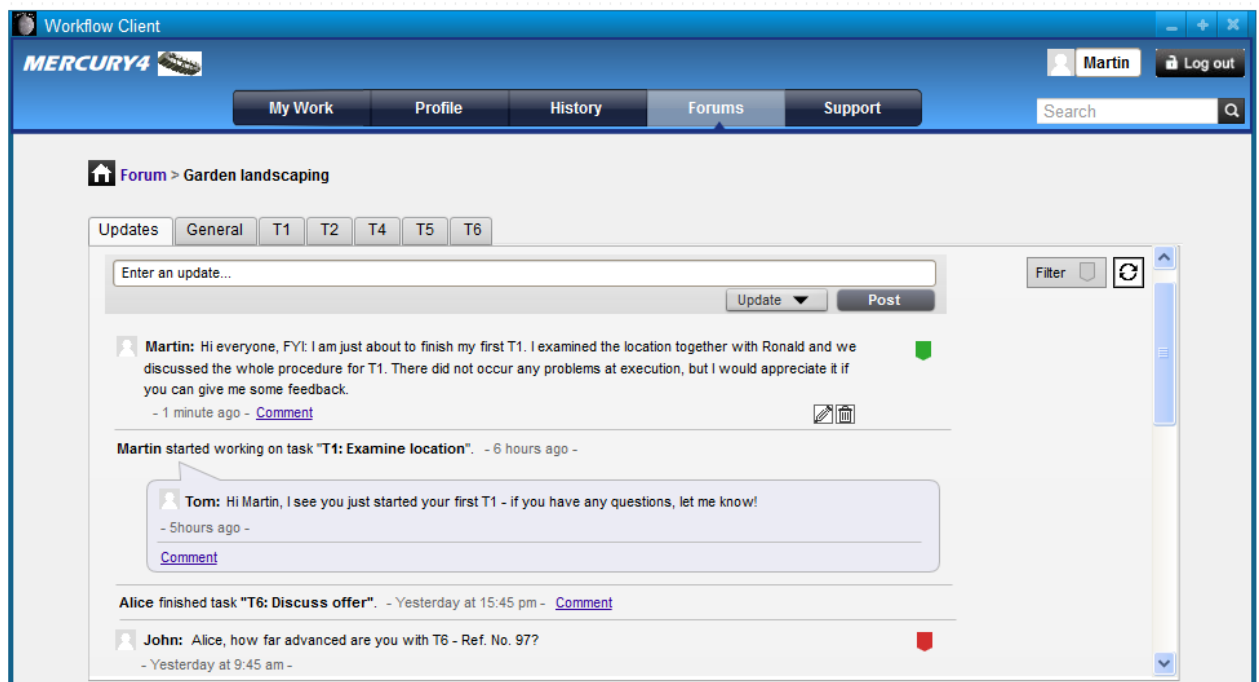 Workflow Client
MERCURY4
Martin
Log out
My Work
Profile
History
Forums
Support
Search
Forum > Garden landscaping
Updates
General
T1
T2
T4
T5
T6
Enter an update...
Filter
Update
Post
Martin: Hi everyone, FYI: I am just about to finish my first T1. I examined the location together with Ronald and we
discussed the whole procedure for T1. There did not occur any problems at execution, but I would appreciate it if
you can give me some feedback.
- 1 minute ago - Comment
Martin started working on task "T1: Examine location". - 6 hours ago -
Tom: Hi Martin, I see you just started your first T1 - if you have any questions, let me know!
- 5hours ago -
Comment
Alice finished task "T6: Discuss offer". - Yesterday at 15:45 pm - Comment
John: Alice, how far advanced are you with T6 - Ref. No. 97?
- Yesterday at 9:45 am -